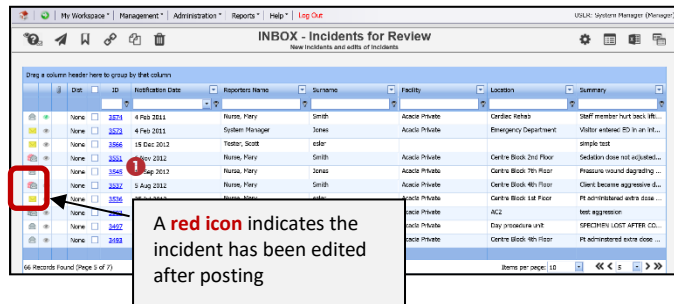 My Workspace Management Administration Reports Help Log Out USER: System Manager (Manager)
INBOX - Incidents for Review
New Incidents and edits of Incidents
Drag a column header here to group by that column
Dist ID Notification Date Reporters Name Surname Facility Location Summary
None 3574 4 Feb 2011 Nurse, Mary Smith Acacia Private Cardiac Rehab Staff member hurt back lifti...
None 3573 4 Feb 2011 System Manager Jones Acacia Private Emergency Department Visitor entered ED in an int...
None 3566 15 Dec 2012 Tester, Scott esler simple test
None 3551 Nov 2012 Nurse, Mary Smith Acacia Private Centre Block 2nd Floor Sedation dose not adjusted...
None 3545 Sep 2012 Nurse, Mary Jones Acacia Private Centre Block 7th Floor Pressure wound degrading ...
None 3537 5 Aug 2012 Nurse, Mary Smith Acacia Private Centre Block 4th Floor Client became aggressive d...
None 3536 Acacia Private Centre Block 1st Floor Pt administered extra dose ...
Acacia Private AC2 test aggression
None 3497 Acacia Private Day procedure unit SPECIMEN LOST AFTER CO...
None 3493 Acacia Private Centre Block 4th Floor Pt administered extra dose ...
1
A red icon indicates the
incident has been edited
after posting
66 Records Found (Page 5 of 7) Items per page: 10 5